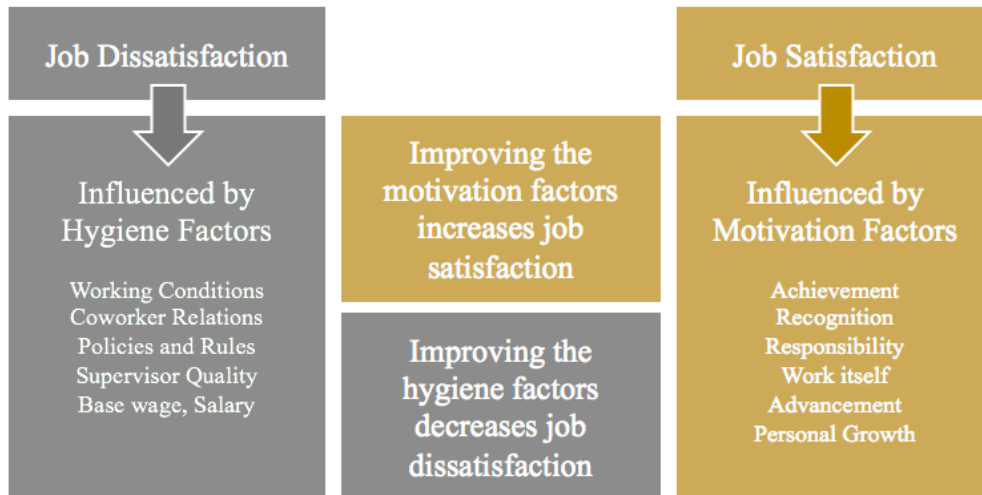 Job Dissatisfaction
Influenced by
Hygiene Factors
Working Conditions
Coworker Relations
Policies and Rules
Supervisor Quality
Base wage, Salary
Improving the
motivation factors
increases job
satisfaction
Improving the
hygiene factors
decreases job
dissatisfaction
Job Satisfaction
Influenced by
Motivation Factors
Achievement
Recognition
Responsibility
Work itself
Advancement
Personal Growth